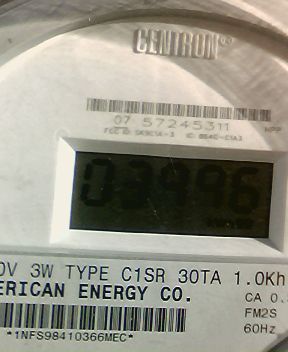 CENTRON®
07 57245311
03996
0V 3W TYPE C1SR 30TA 1.0Kh
ERICAN ENERGY CO.
CA 0.
FM2S
60Hz
*1NFS98410366MEC*